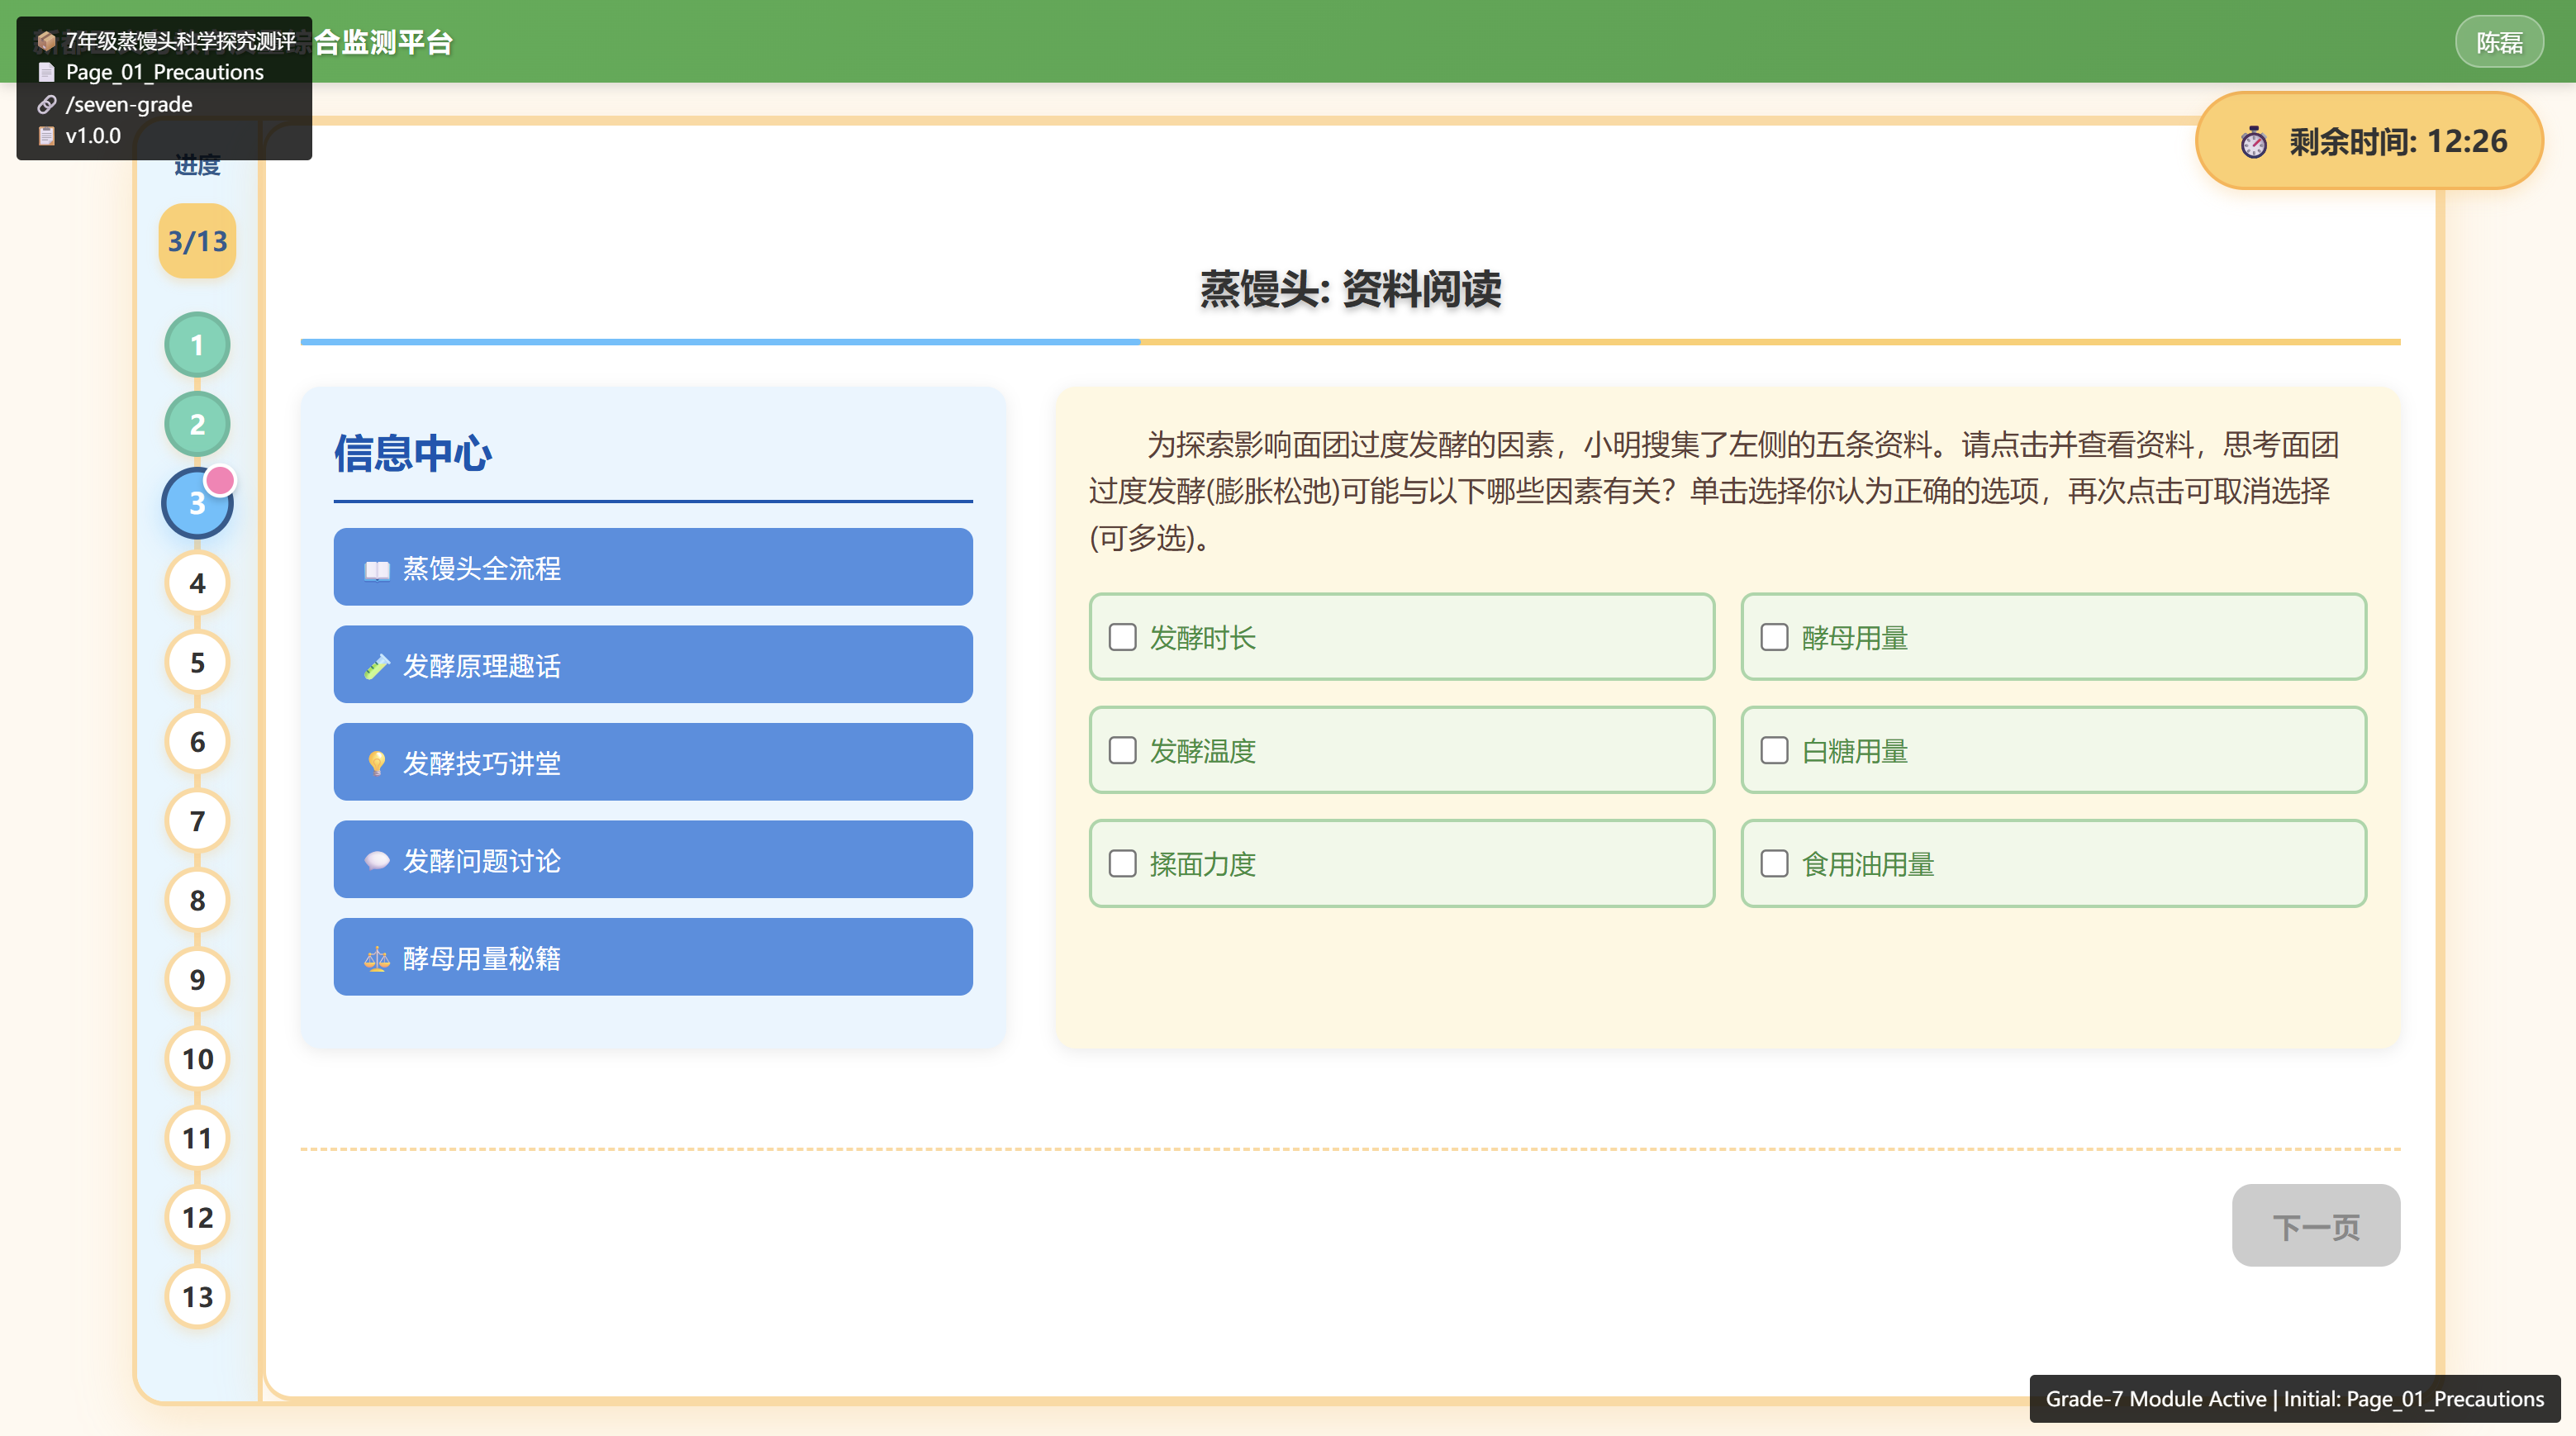 7年级蒸馒头科学探究测评
合监测平台
陈磊
Page_01_Precautions
/seven-grade
v1.0.0
剩余时间: 12:26
进度
3/13
1
2
3
4
5
6
7
8
9
10
11
12
13
蒸馒头: 资料阅读
信息中心
蒸馒头全流程
发酵原理趣话
发酵技巧讲堂
发酵问题讨论
酵母用量秘籍
为探索影响面团过度发酵的因素，小明搜集了左侧的五条资料。请点击并查看资料，思考面团
过度发酵(膨胀松弛)可能与以下哪些因素有关？单击选择你认为正确的选项，再次点击可取消选择
(可多选)。
发酵时长
酵母用量
发酵温度
白糖用量
揉面力度
食用油用量
下一页
Grade-7 Module Active | Initial: Page_01_Precautions